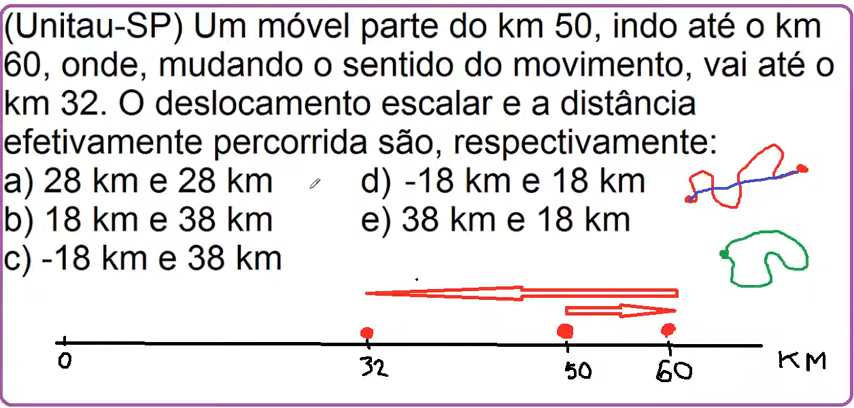 (Unitau-SP) Um móvel parte do km 50, indo até o km
60, onde, mudando o sentido do movimento, vai até o
km 32. O deslocamento escalar e a distância
efetivamente percorrida são, respectivamente:
a) 28 km e 28 km d) -18 km e 18 km
b) 18 km e 38 km e) 38 km e 18 km
c) -18 km e 38 km
0 32 50 60 KM